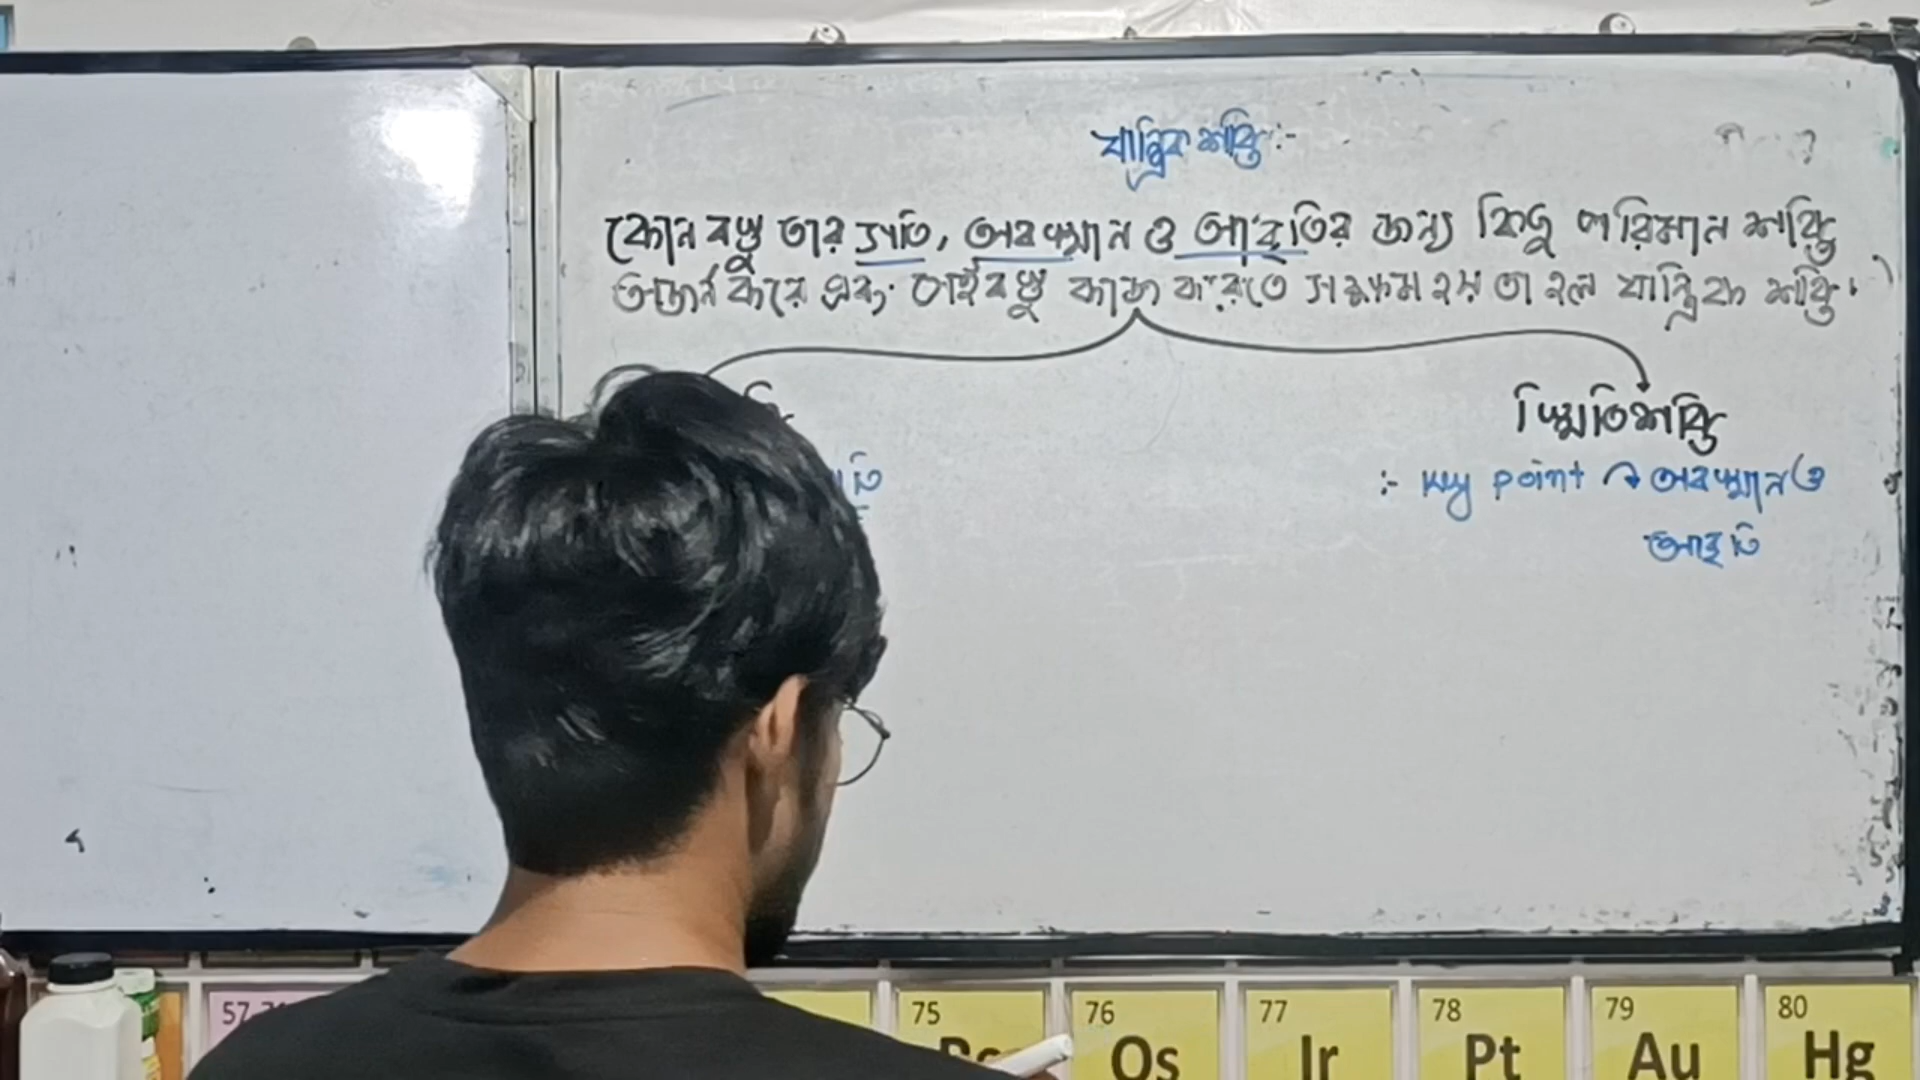 যান্ত্রিক শক্তি :-
কোন বস্তু তার গতি, অবস্থান ও আকৃতির জন্য কিছু পরিমান শক্তি
অর্জন করে এবং ঐ বস্তু কাজ করতে সক্ষম হয় তা হল যান্ত্রিক শক্তি।
স্থিতিশক্তি
:- key point → অবস্থান ও
আকৃতি
75
76
77
78
79
80
Os
Ir
Pt
Au
Hg